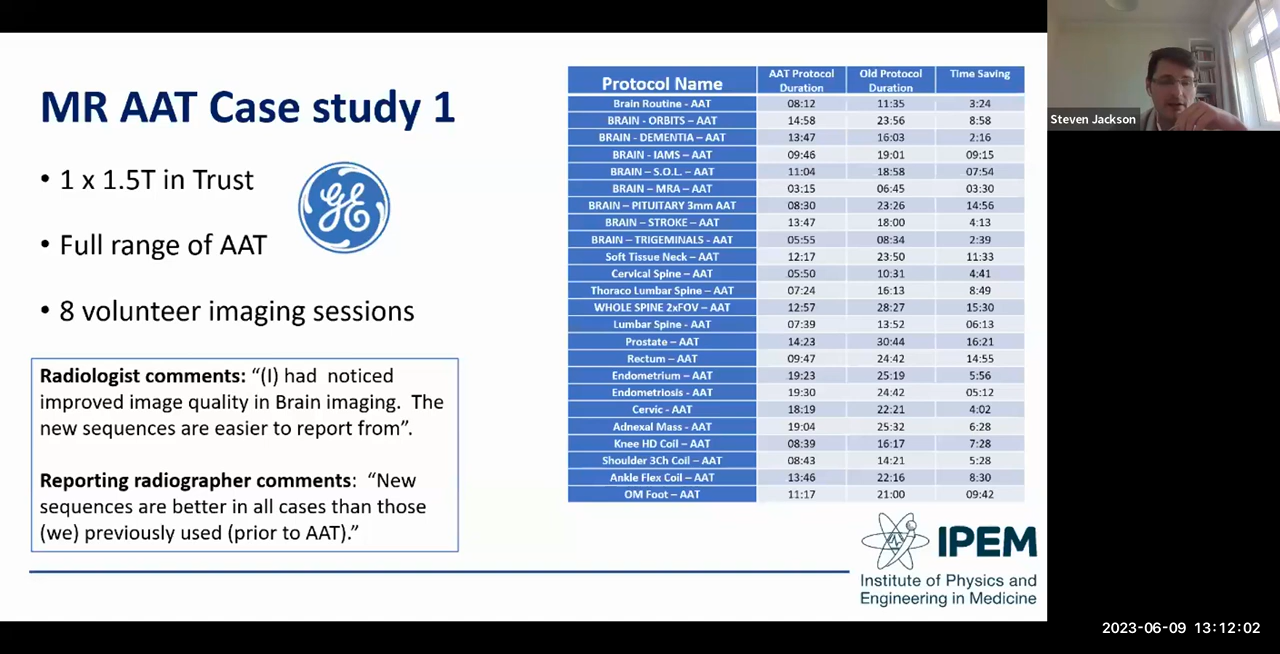 MR AAT Case study 1
• 1 x 1.5T in Trust
• Full range of AAT
• 8 volunteer imaging sessions
GE
Radiologist comments: “(I) had noticed
improved image quality in Brain imaging. The
new sequences are easier to report from”.
Reporting radiographer comments: “New
sequences are better in all cases than those
(we) previously used (prior to AAT).”
Protocol Name AAT Protocol Duration Old Protocol Duration Time Saving
Brain Routine - AAT 08:12 11:35 3:24
BRAIN - ORBITS – AAT 14:58 23:56 8:58
BRAIN - DEMENTIA – AAT 13:47 16:03 2:16
BRAIN - IAMS – AAT 09:46 19:01 09:15
BRAIN – S.O.L. – AAT 11:04 18:58 07:54
BRAIN – MRA – AAT 03:15 06:45 03:30
BRAIN – PITUITARY 3mm AAT 08:30 23:26 14:56
BRAIN – STROKE – AAT 13:47 18:00 4:13
BRAIN – TRIGEMINALS - AAT 05:55 08:34 2:39
Soft Tissue Neck – AAT 12:17 23:50 11:33
Cervical Spine – AAT 05:50 10:31 4:41
Thoraco Lumbar Spine – AAT 07:24 16:13 8:49
WHOLE SPINE 2xFOV – AAT 12:57 28:27 15:30
Lumbar Spine - AAT 07:39 13:52 06:13
Prostate – AAT 14:23 30:44 16:21
Rectum – AAT 09:47 24:42 14:55
Endometrium – AAT 19:23 25:19 5:56
Endometriosis - AAT 19:30 24:42 05:12
Cervic - AAT 18:19 22:21 4:02
Adnexal Mass - AAT 19:04 25:32 6:28
Knee HD Coil – AAT 08:39 16:17 7:28
Shoulder 3Ch Coil – AAT 08:43 14:21 5:28
Ankle Flex Coil – AAT 13:46 22:16 8:30
OM Foot – AAT 11:17 21:00 09:42
IPEM
Institute of Physics and
Engineering in Medicine
Steven Jackson
2023-06-09 13:12:02